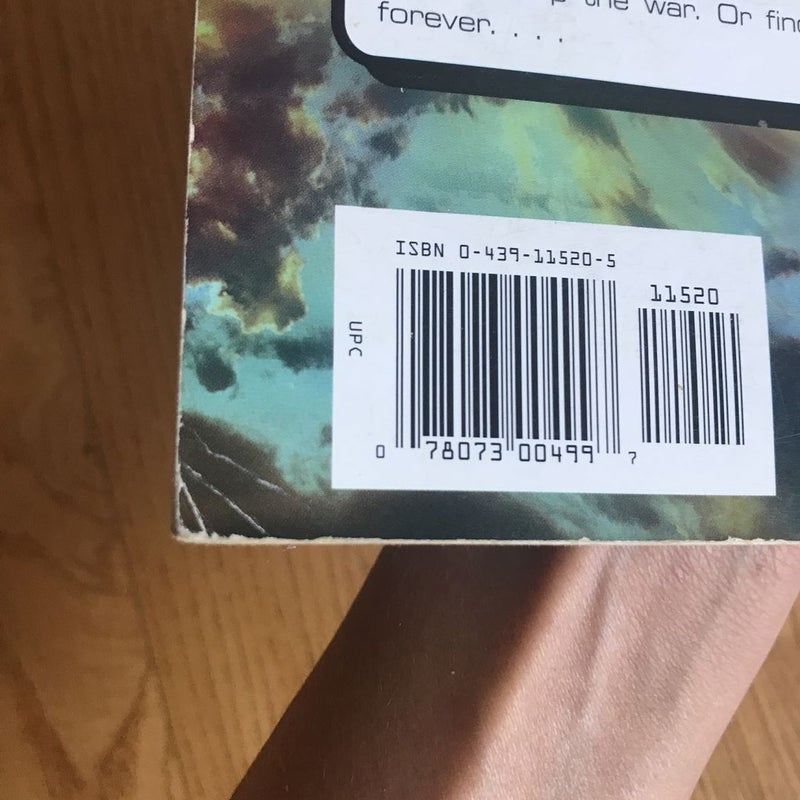 the war. Or find
forever. . . .
ISBN 0-439-11520-5
11520
UPC
0 78073 00499 7